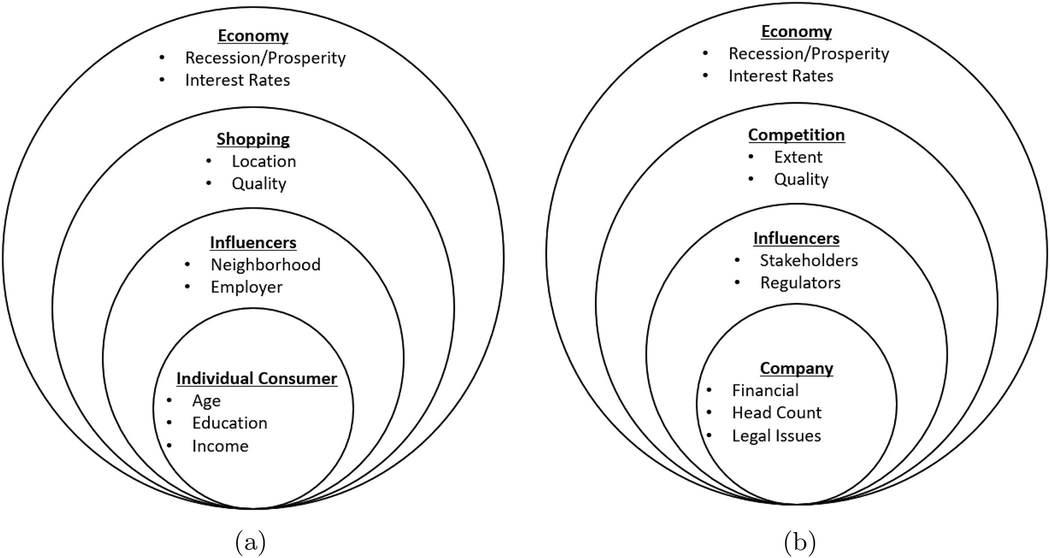 Economy
• Recession/Prosperity
• Interest Rates
Shopping
• Location
• Quality
Influencers
• Neighborhood
• Employer
Individual Consumer
• Age
• Education
• Income
(a)
Economy
• Recession/Prosperity
• Interest Rates
Competition
• Extent
• Quality
Influencers
• Stakeholders
• Regulators
Company
• Financial
• Head Count
• Legal Issues
(b)